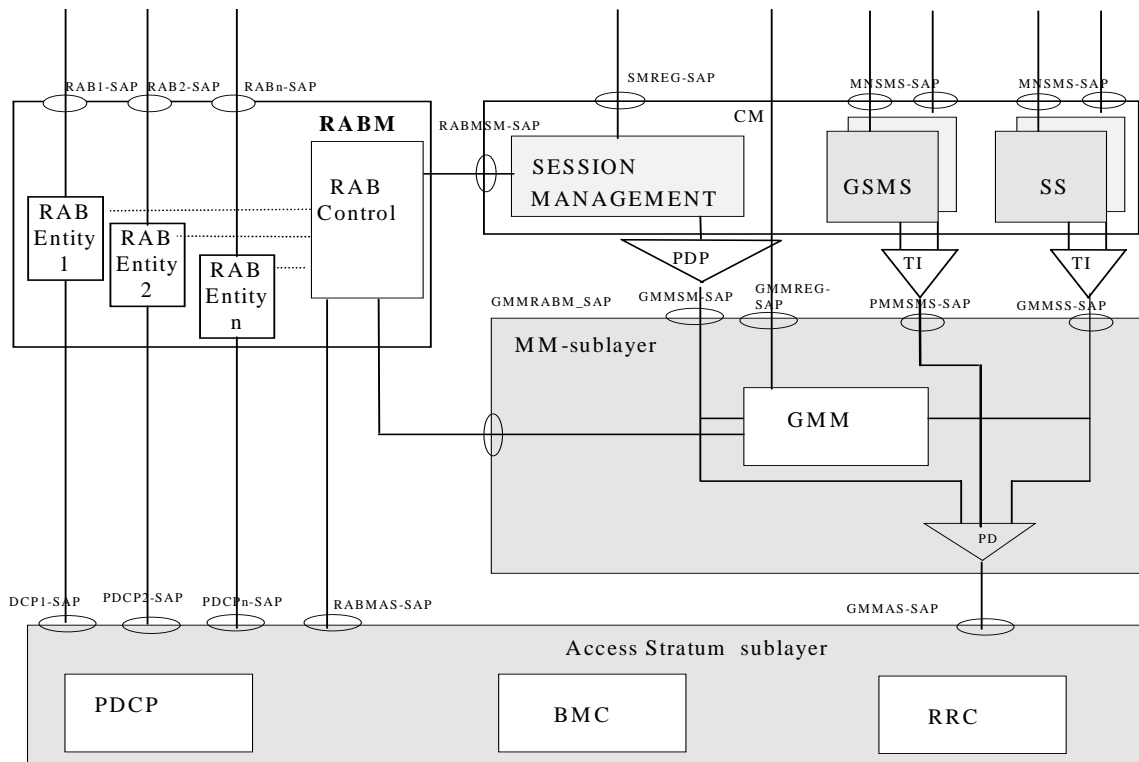 RAB1-SAP
RAB2-SAP
RABn-SAP
SMREG-SAP
MNSMS-SAP
MNSMS-SAP
RABM
RABMSM-SAP
CM
RAB
Control
SESSION
MANAGEMENT
GSMS
SS
RAB
Entity
1
RAB
Entity
2
RAB
Entity
n
PDP
TI
TI
GMMRABM_SAP
GMMSM-SAP
GMMREG-
SAP
PMMSMS-SAP
GMMSS-SAP
MM-sublayer
GMM
PD
DCP1-SAP
PDCP2-SAP
PDCPn-SAP
RABMAS-SAP
GMMAS-SAP
Access Stratum sublayer
PDCP
BMC
RRC